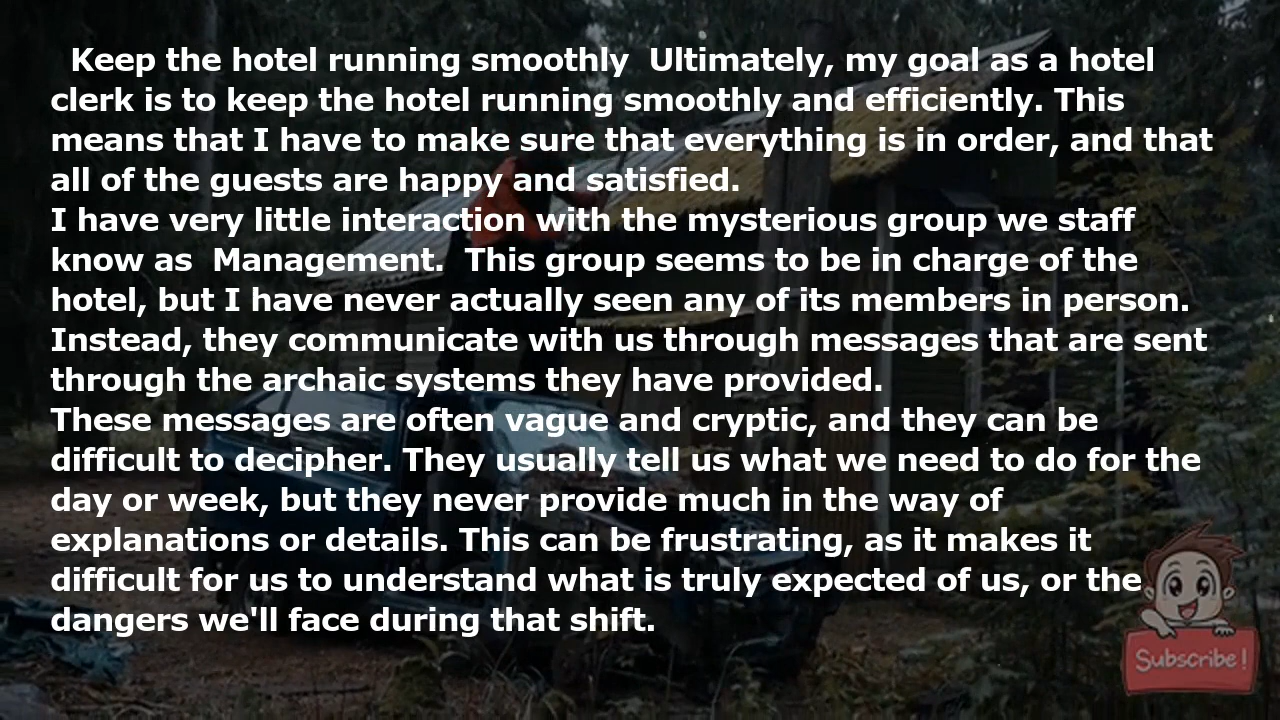 Keep the hotel running smoothly  Ultimately, my goal as a hotel
clerk is to keep the hotel running smoothly and efficiently. This
means that I have to make sure that everything is in order, and that
all of the guests are happy and satisfied.
I have very little interaction with the mysterious group we staff
know as  Management.  This group seems to be in charge of the
hotel, but I have never actually seen any of its members in person.
Instead, they communicate with us through messages that are sent
through the archaic systems they have provided.
These messages are often vague and cryptic, and they can be
difficult to decipher. They usually tell us what we need to do for the
day or week, but they never provide much in the way of
explanations or details. This can be frustrating, as it makes it
difficult for us to understand what is truly expected of us, or the
dangers we'll face during that shift.
Subscribe!